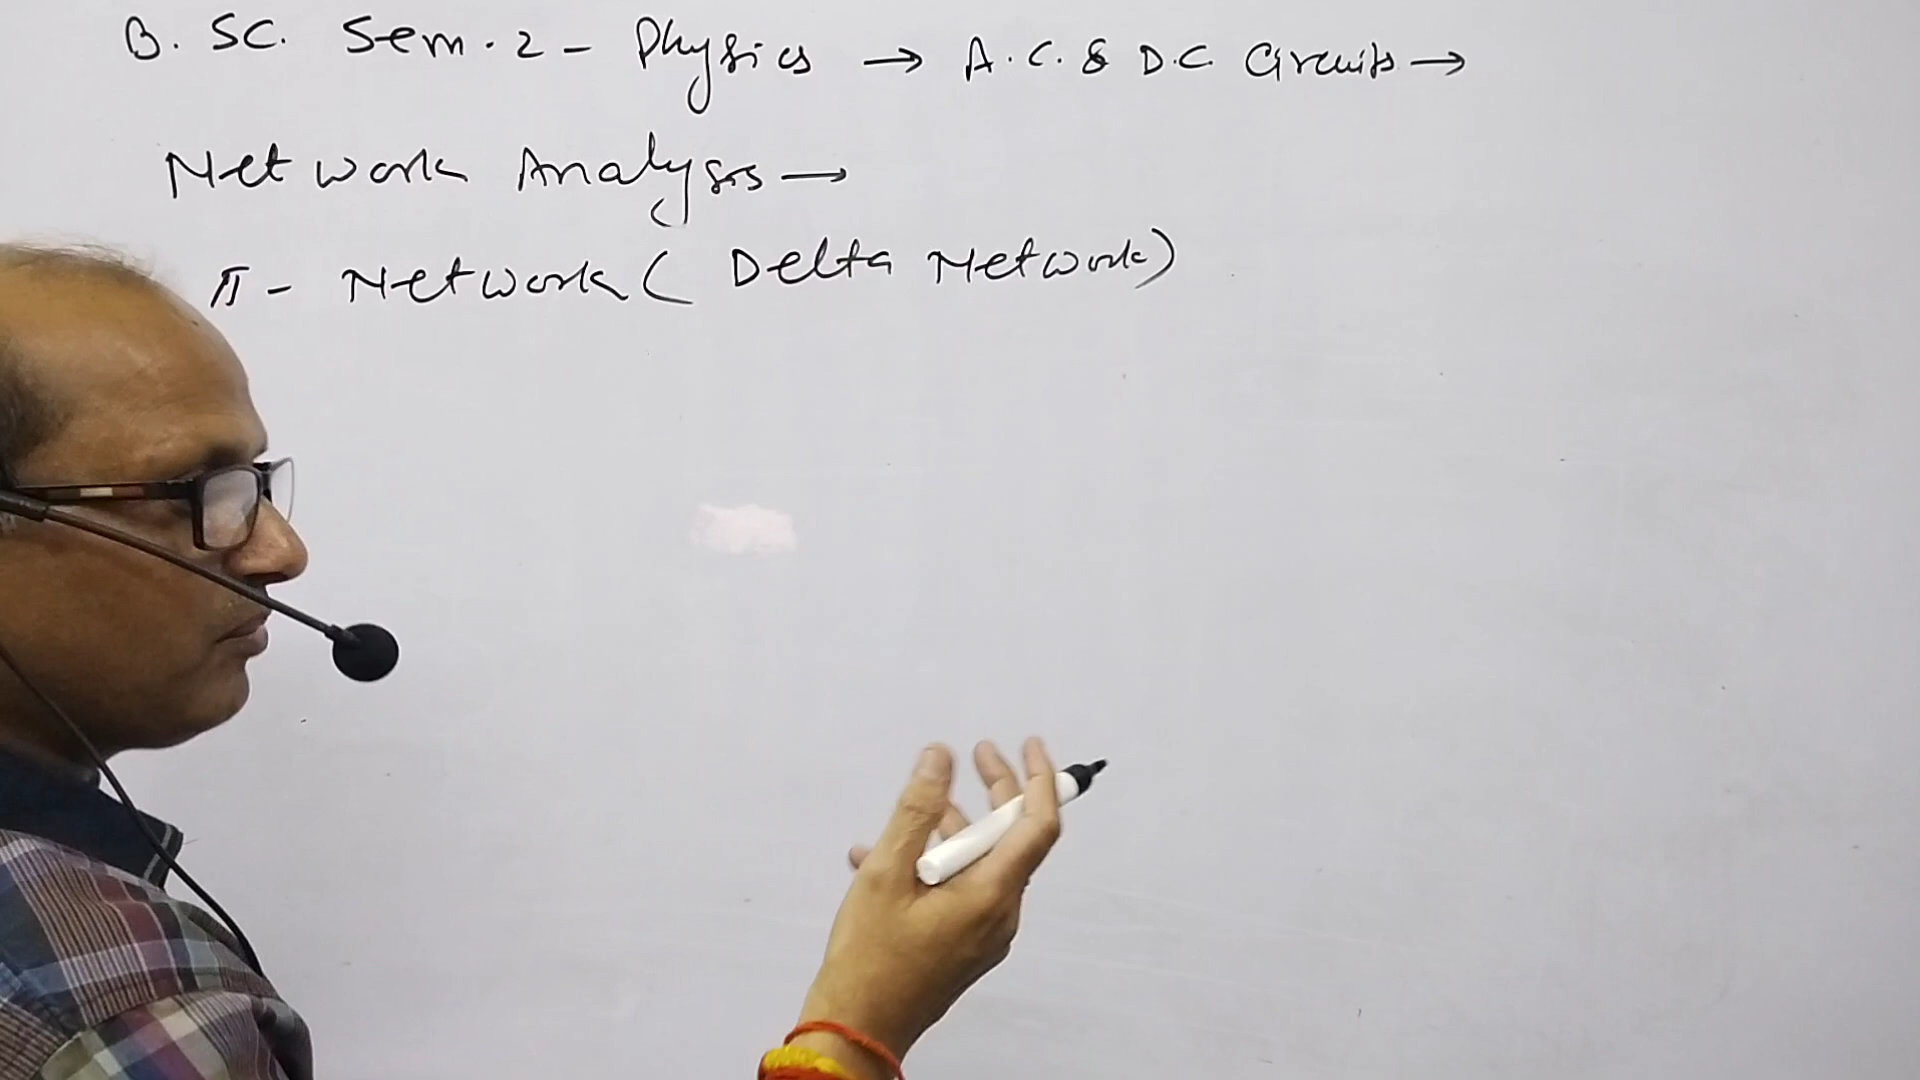 B. SC. Sem. 2 - Physics → A.C. & D.C. Circuits →
Network Analysis →
π - Network ( Delta Network )